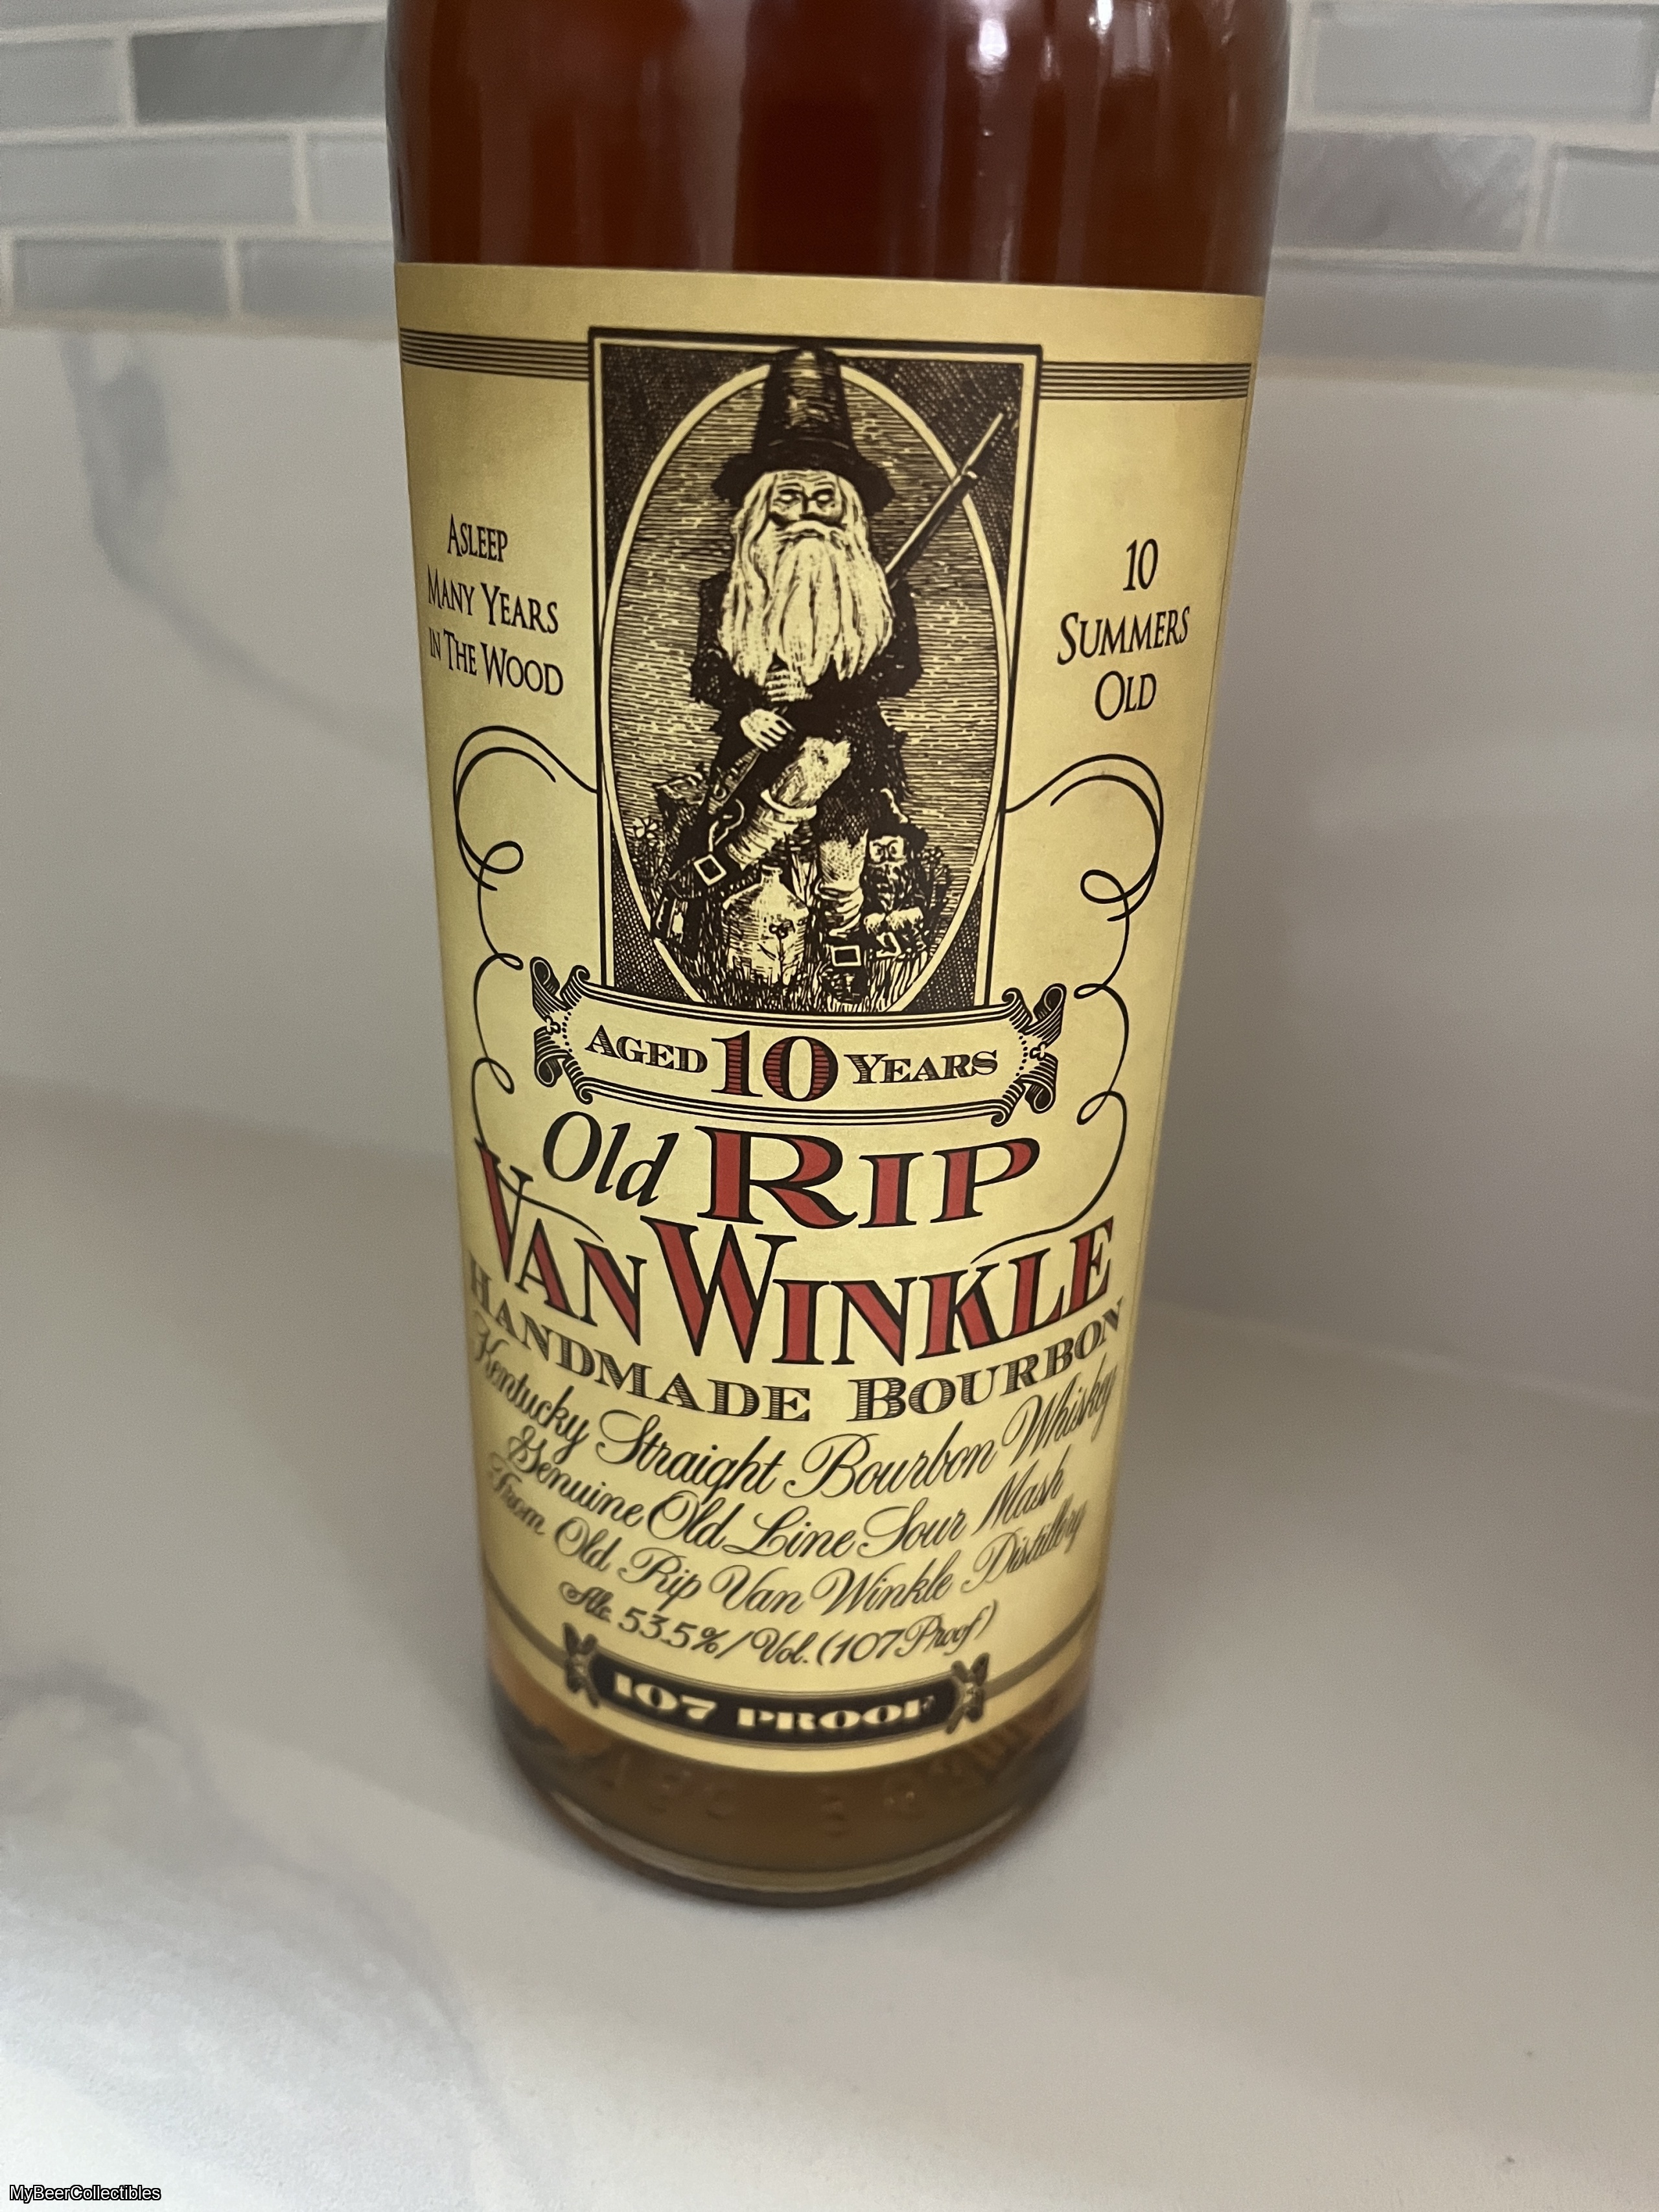 ASLEEP
MANY YEARS
IN THE WOOD
10
SUMMERS
OLD
AGED 10 YEARS
Old RIP
VAN WINKLE
HANDMADE BOURBON
Kentucky Straight Bourbon Whiskey
Genuine Old Line Sour Mash
From Old Rip Van Winkle Distillery
Alc. 53.5%/Vol. (107 Proof)
107 PROOF
MyBeerCollectibles